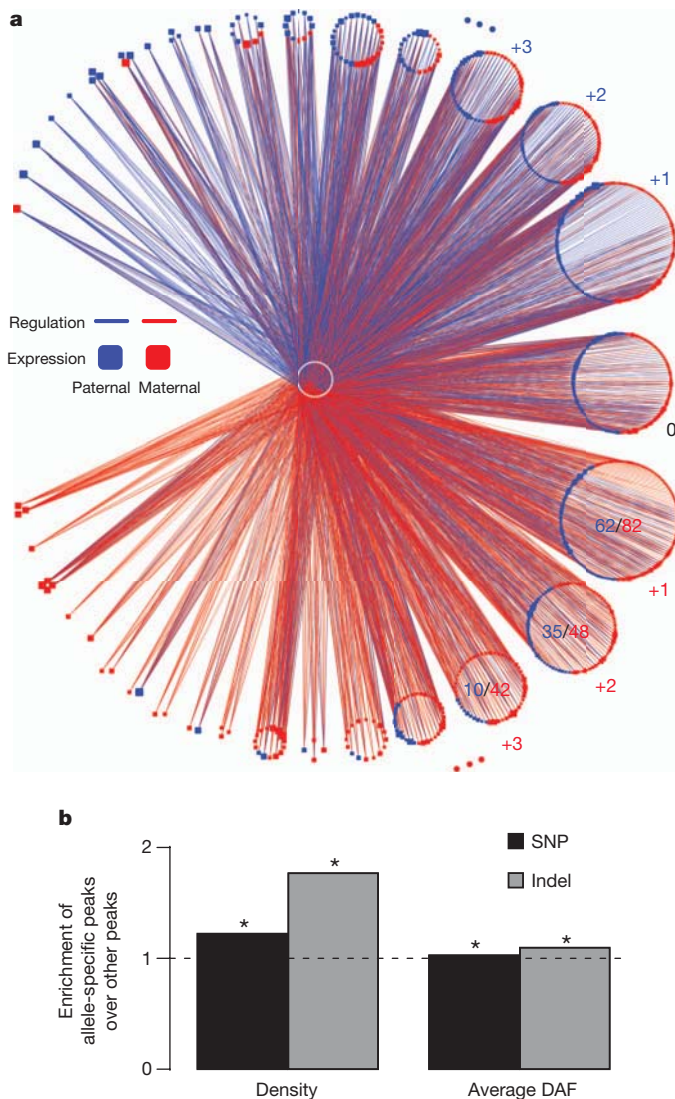 a
+3
+2
+1
Regulation
Expression
Paternal Maternal
0
62/82
+1
35/48
+2
10/42
+3
b
2
1
0
Enrichment of
allele-specific peaks
over other peaks
* * * *
SNP
Indel
Density
Average DAF